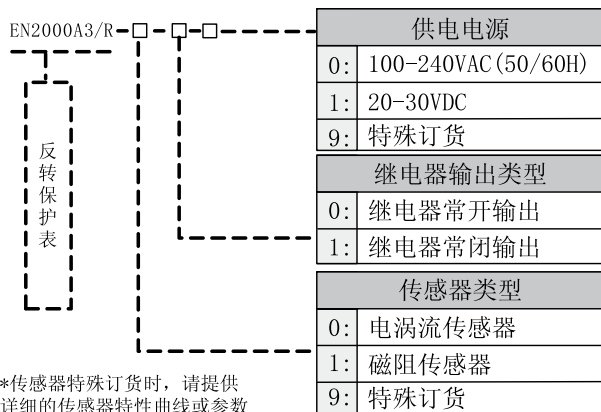 EN2000A3/R-□-□-□
供电电源
0: 100-240VAC(50/60H)
1: 20-30VDC
9: 特殊订货
反转保护表
继电器输出类型
0: 继电器常开输出
1: 继电器常闭输出
传感器类型
0: 电涡流传感器
1: 磁阻传感器
9: 特殊订货
*传感器特殊订货时，请提供
详细的传感器特性曲线或参数